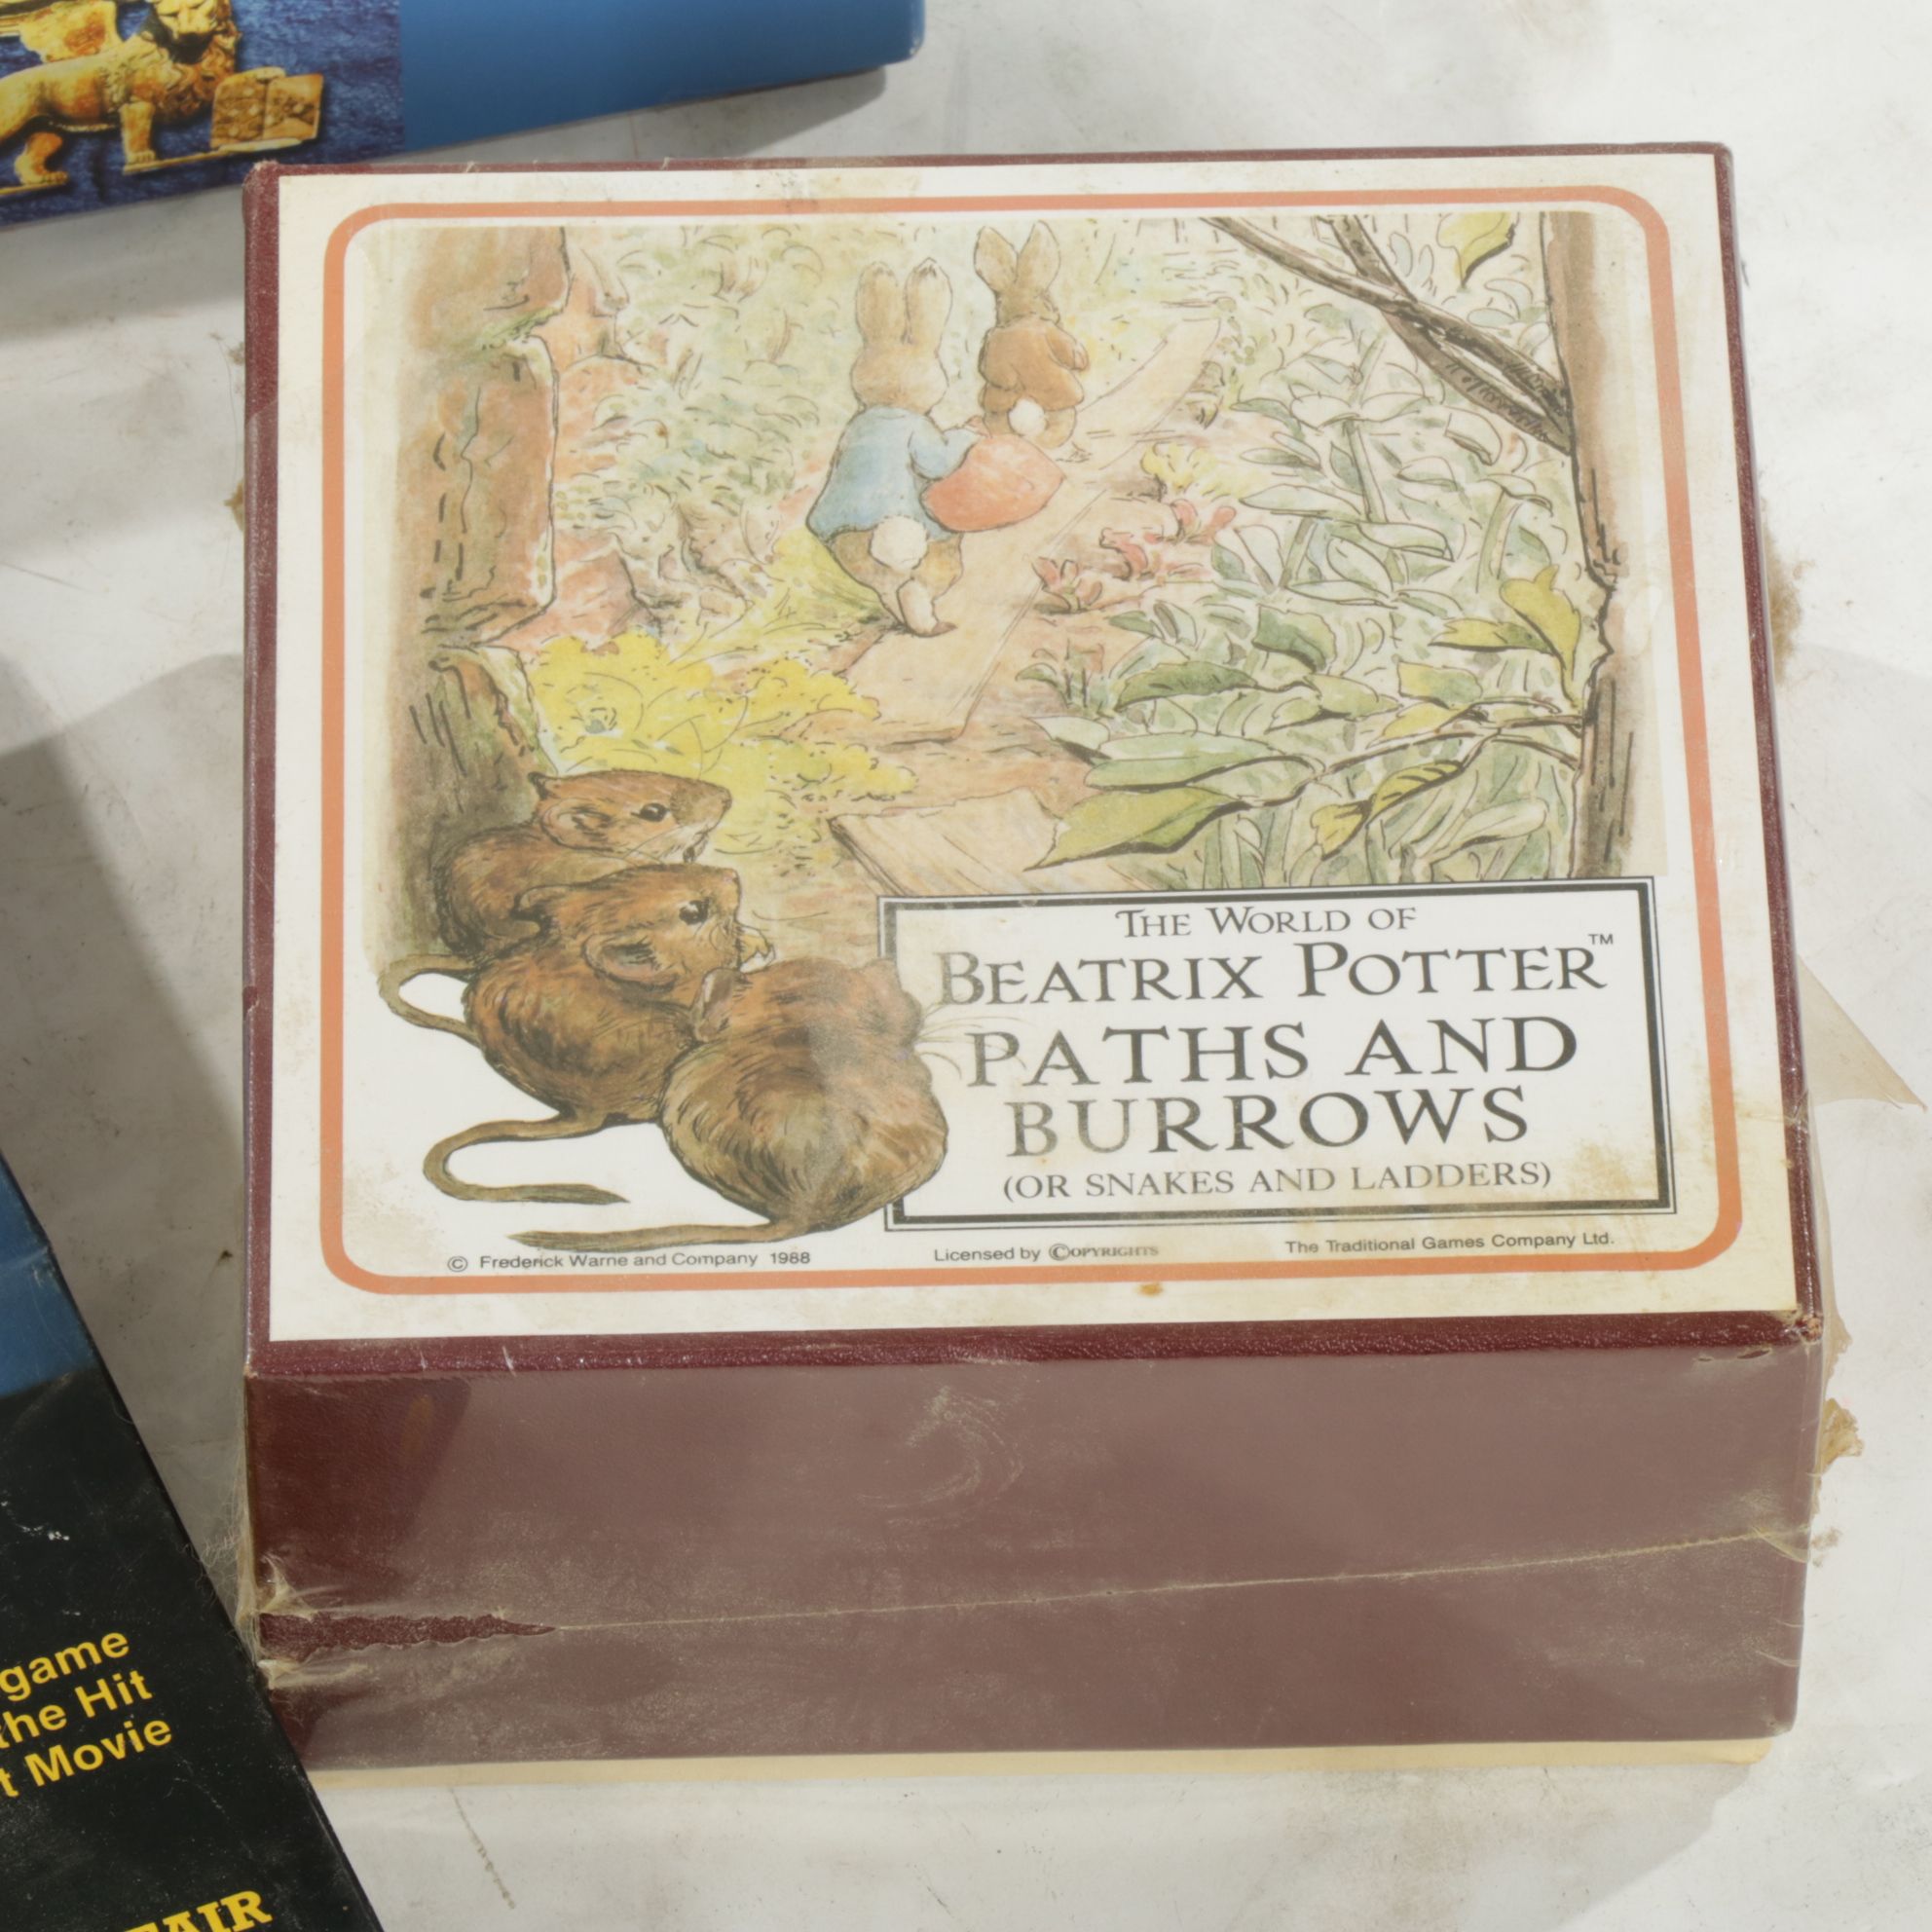 THE WORLD OF
BEATRIX POTTER™
PATHS AND
BURROWS
(OR SNAKES AND LADDERS)
© Frederick Warne and Company 1988
Licensed by COPYRIGHTS
The Traditional Games Company Ltd.
game
the Hit
t Movie
FAIR